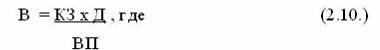 В = КЗ х Д , где (2.10.)
ВП